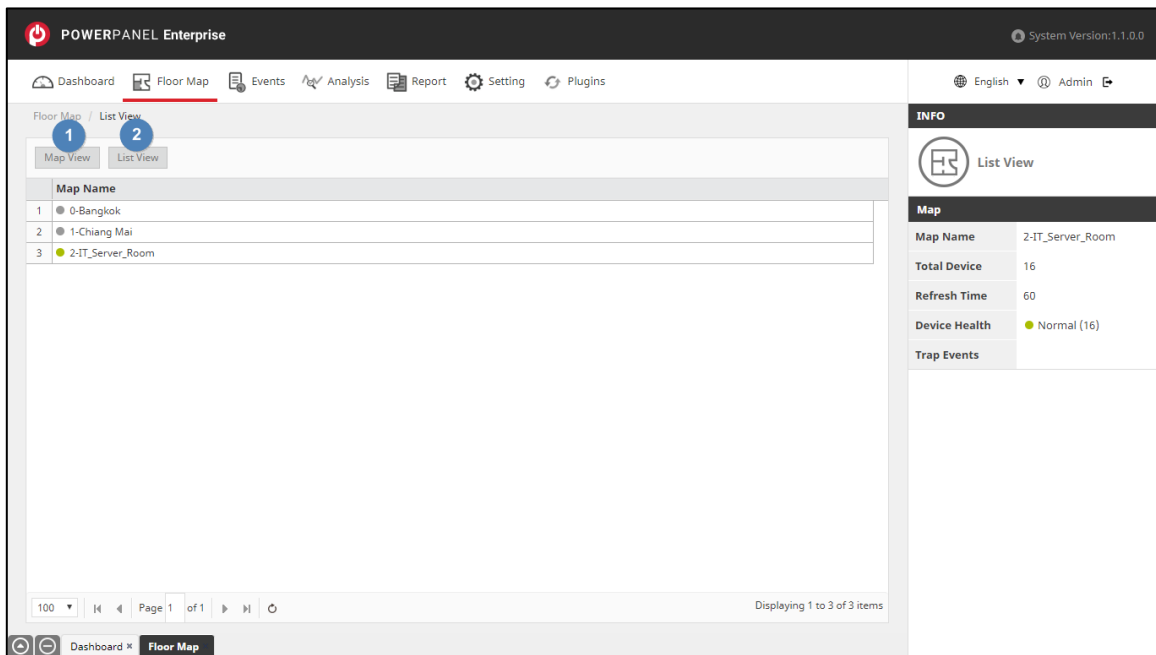 POWERPANEL Enterprise
System Version:1.1.0.0
Dashboard Floor Map Events Analysis Report Setting Plugins
English ▼ Admin
Floor Map / List View
1 2
Map View List View
Map Name
1 0-Bangkok
2 1-Chiang Mai
3 2-IT_Server_Room
100 ▼ Page 1 of 1
Displaying 1 to 3 of 3 items
Dashboard × Floor Map
INFO
List View
Map
Map Name 2-IT_Server_Room
Total Device 16
Refresh Time 60
Device Health Normal (16)
Trap Events